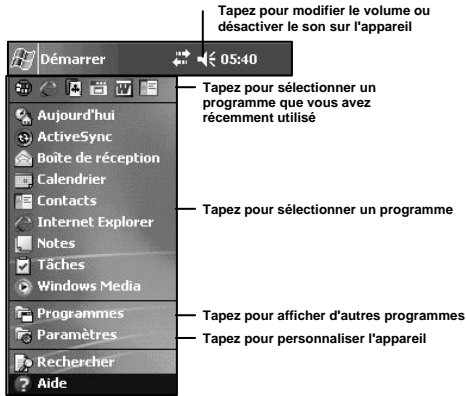 Tapez pour modifier le volume ou
désactiver le son sur l'appareil
Démarrer
05:40
Tapez pour sélectionner un
programme que vous avez
récemment utilisé
Aujourd'hui
ActiveSync
Boîte de réception
Calendrier
Contacts
Internet Explorer
Notes
Tâches
Windows Media
Tapez pour sélectionner un programme
Programmes
Tapez pour afficher d'autres programmes
Paramètres
Tapez pour personnaliser l'appareil
Rechercher
Aide